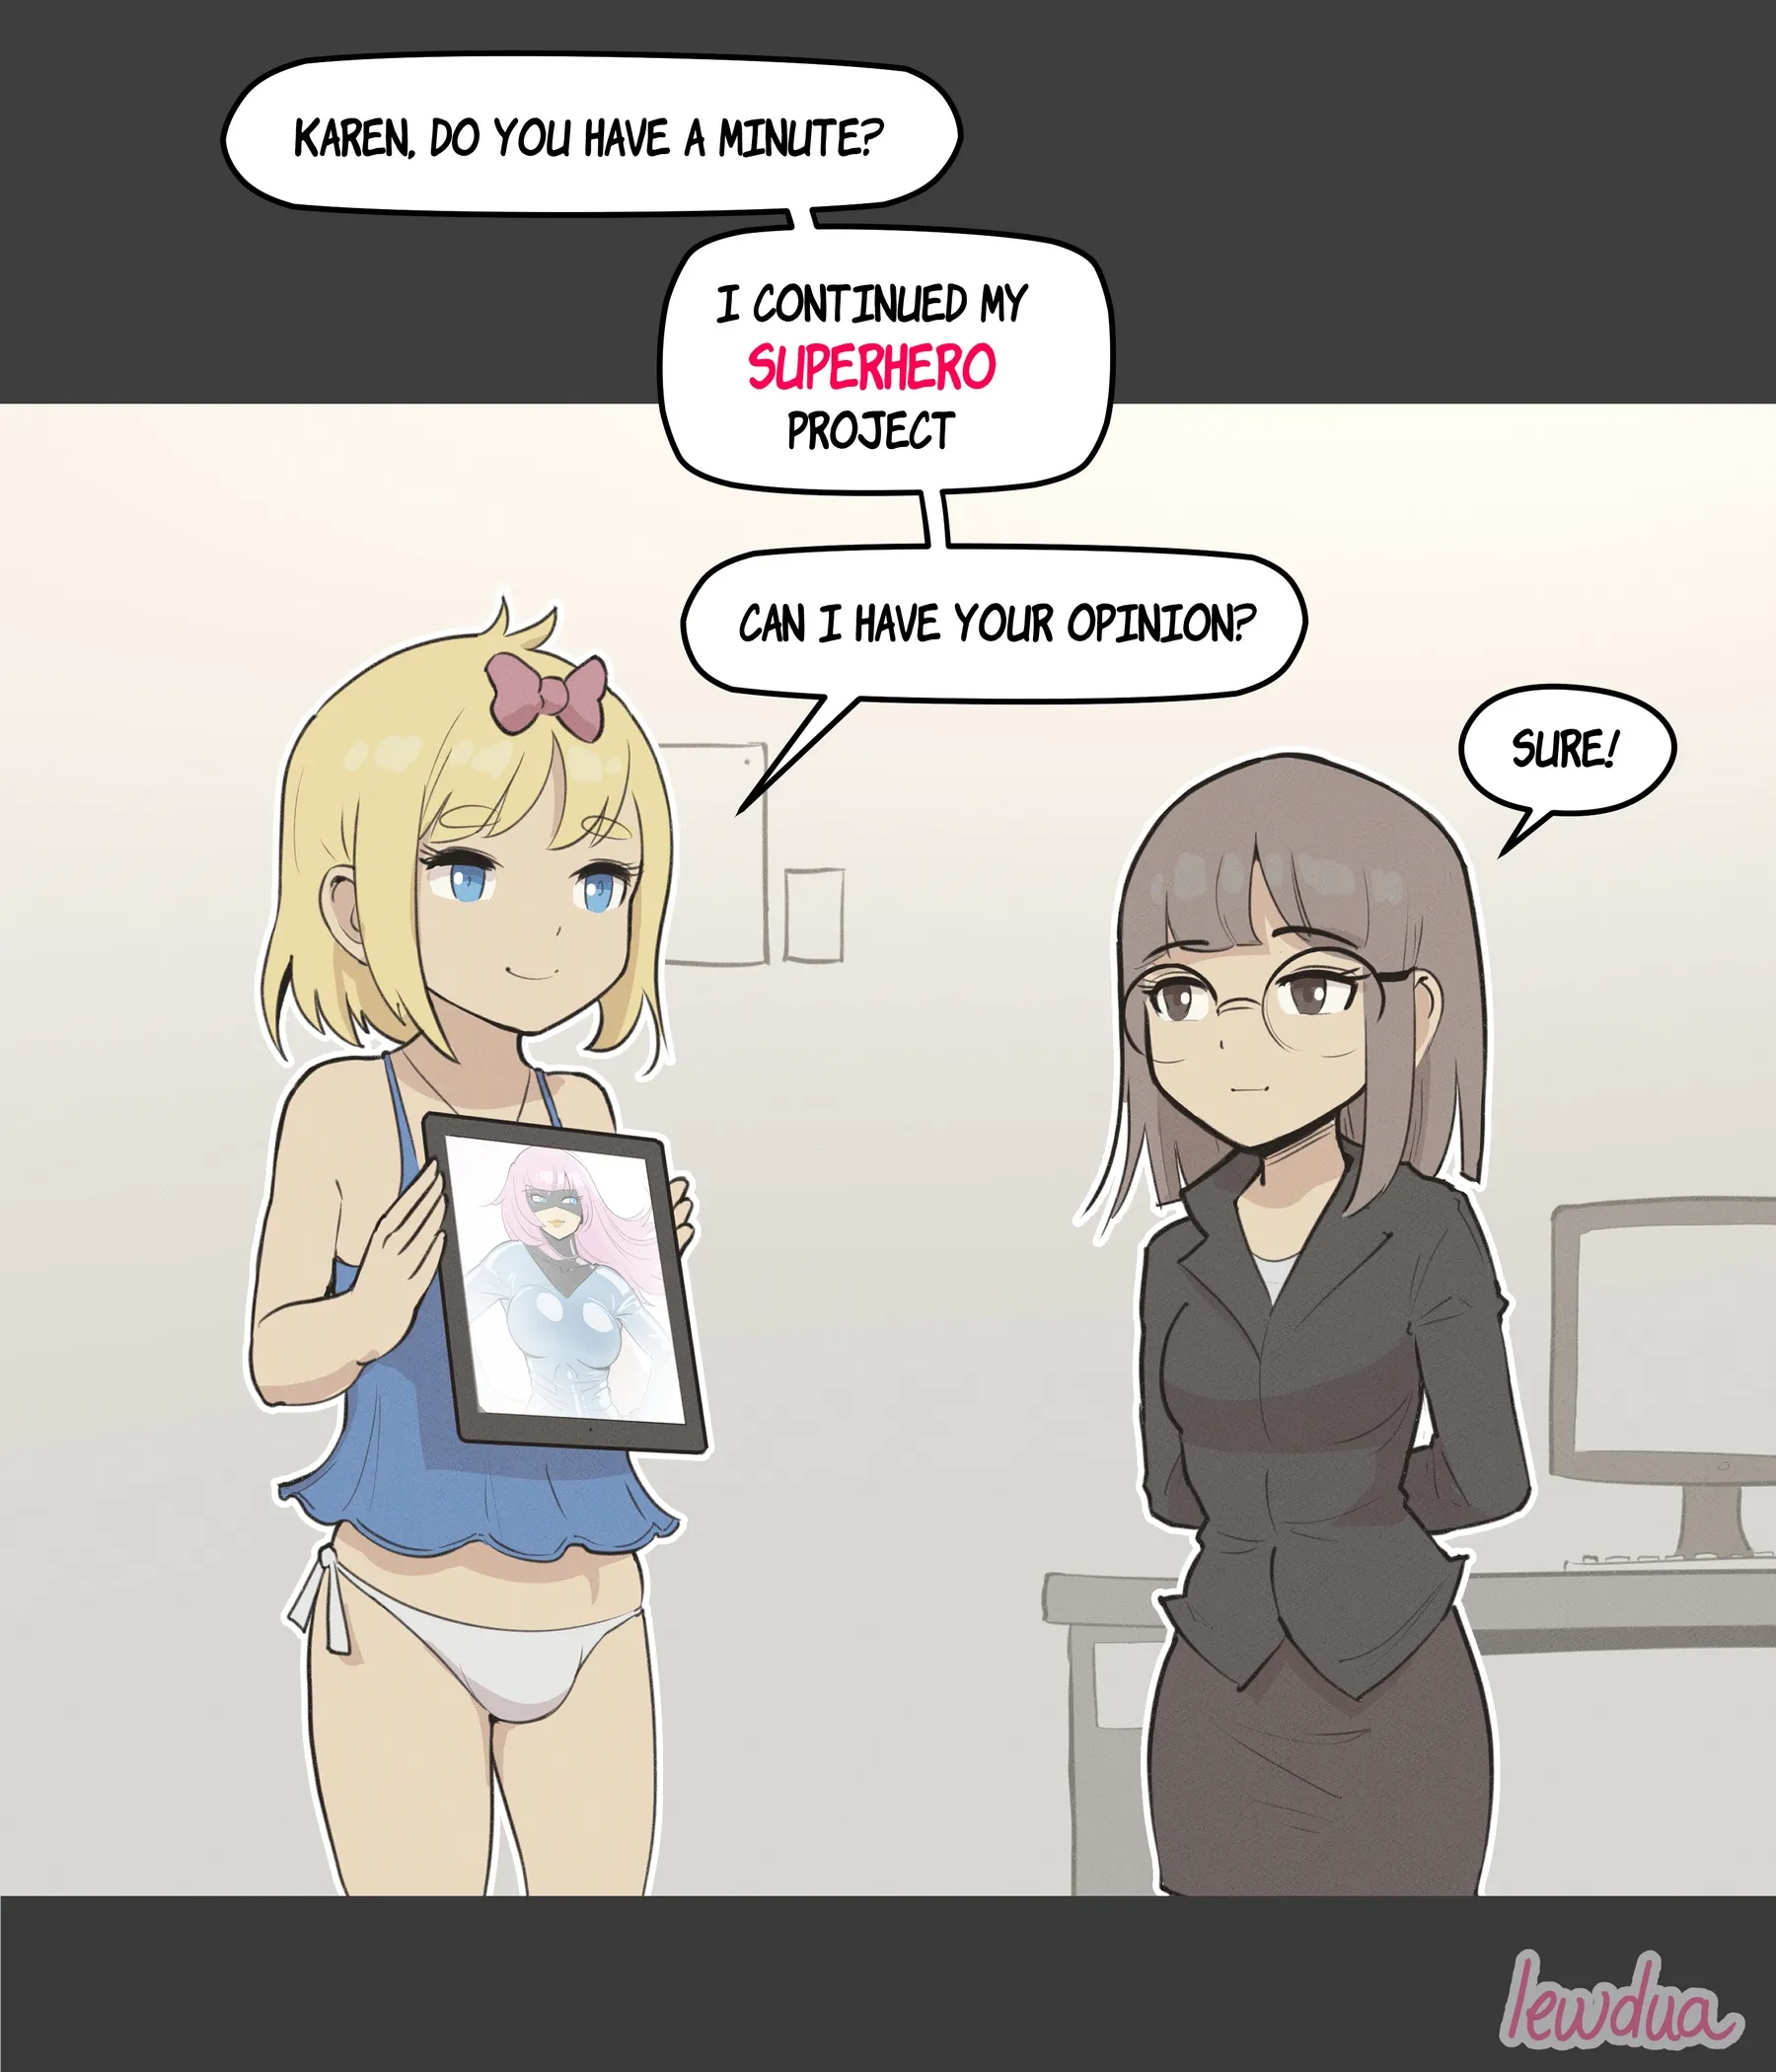 KAREN, DO YOU HAVE A MINUTE?
I CONTINUED MY
SUPERHERO
PROJECT
CAN I HAVE YOUR OPINION?
SURE!
lewdua